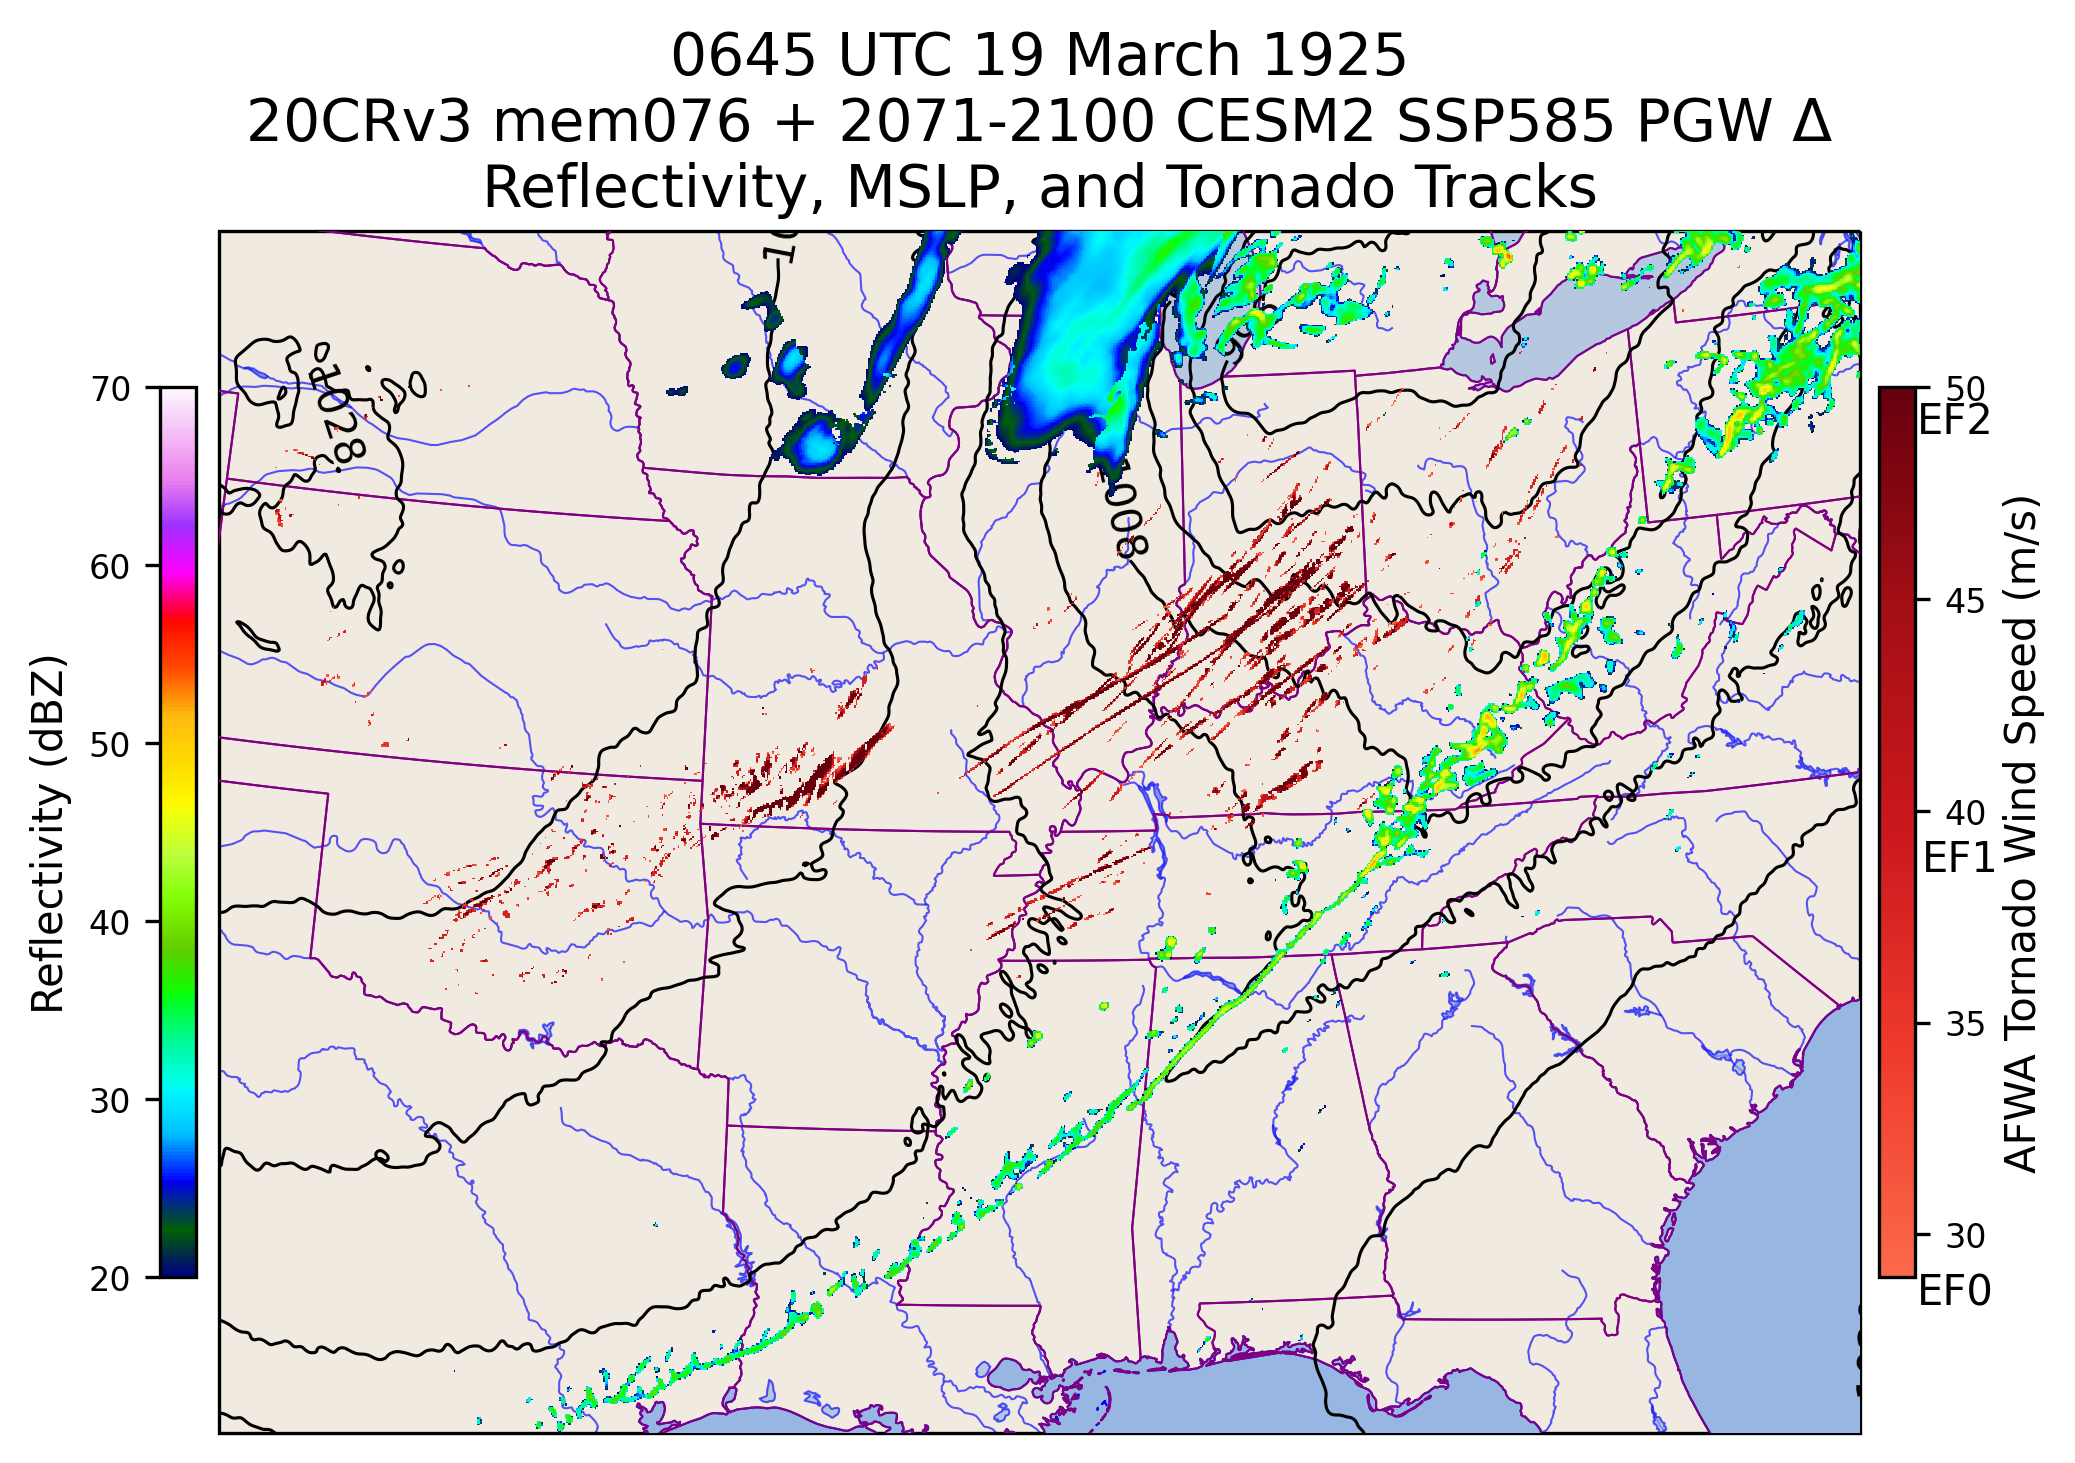 0645 UTC 19 March 1925
20CRv3 mem076 + 2071-2100 CESM2 SSP585 PGW Δ
Reflectivity, MSLP, and Tornado Tracks
1028
1008
70
60
50
40
30
20
Reflectivity (dBZ)
50
EF2
45
40
EF1
35
30
EF0
AFWA Tornado Wind Speed (m/s)